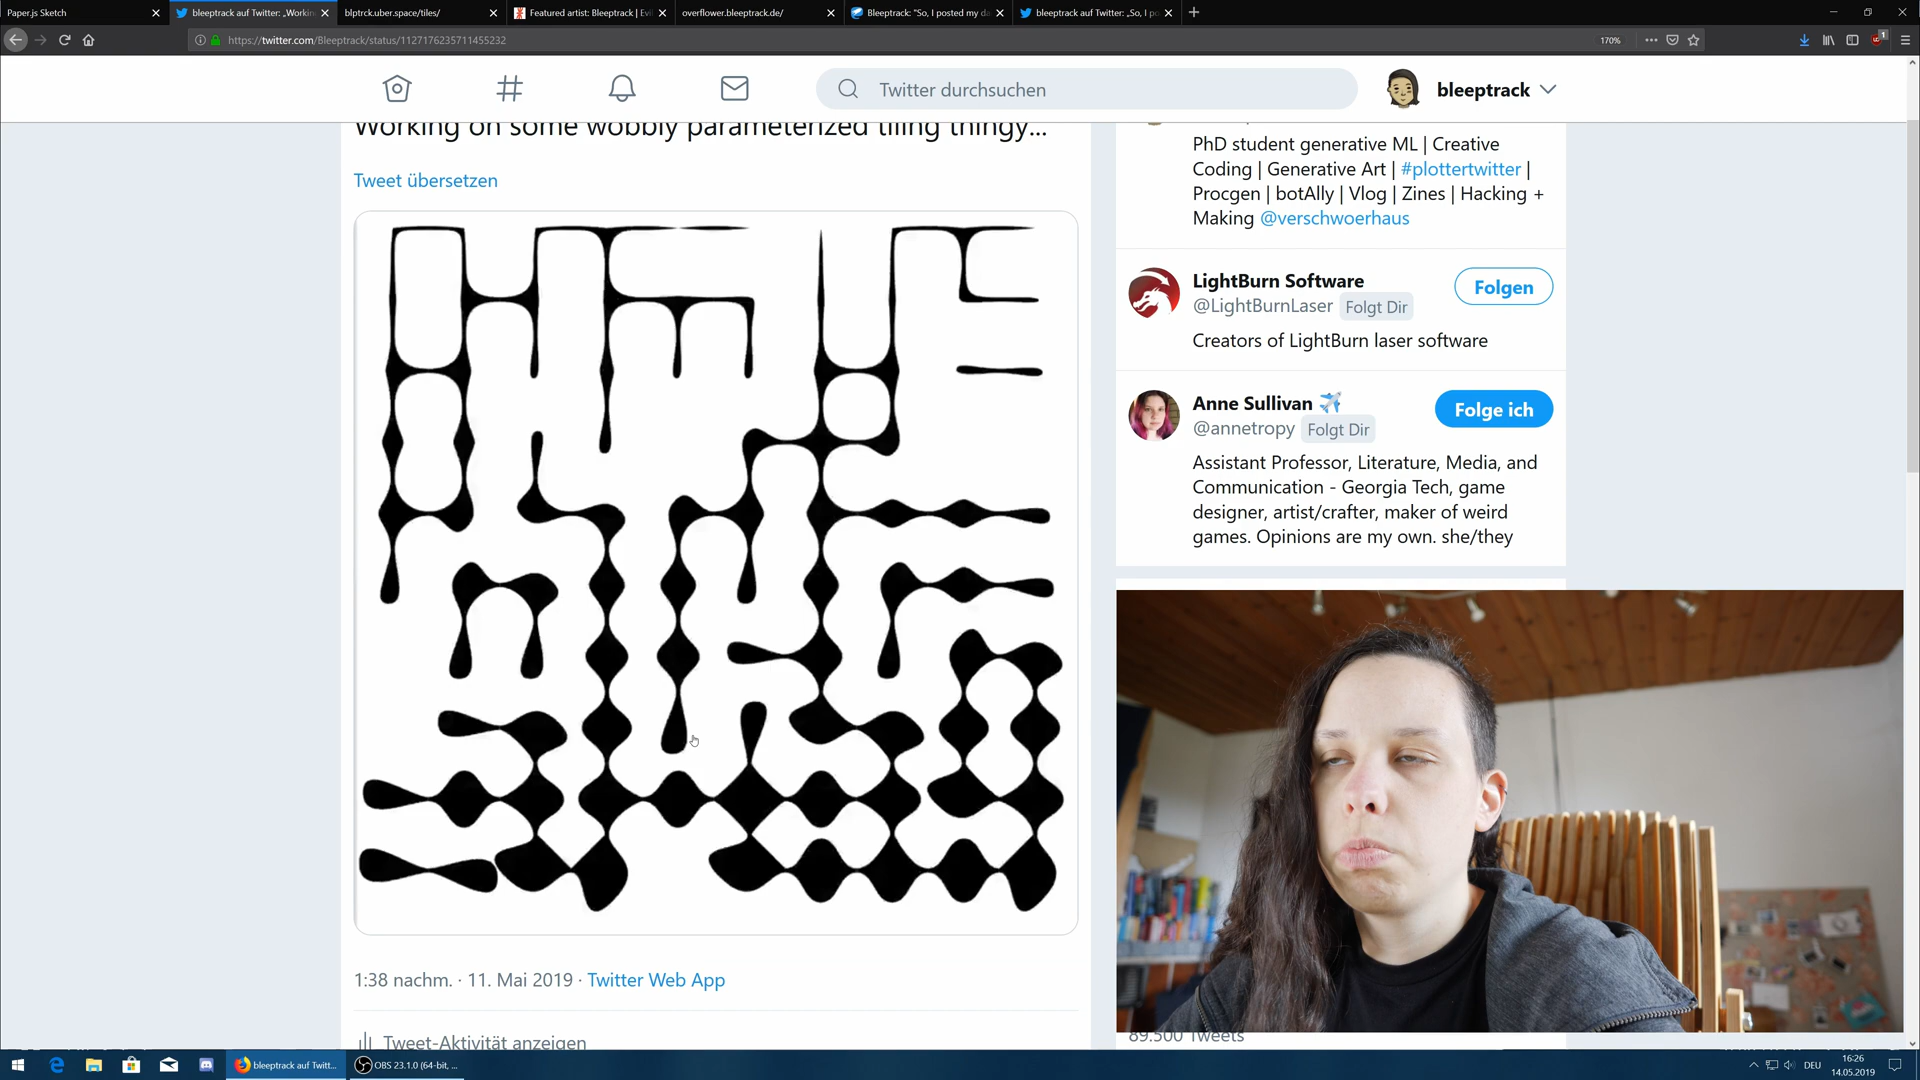 Paper.js Sketch
bleeptrack auf Twitter: „Workin
blptrck.uber.space/tiles/
Featured artist: Bleeptrack | Evil
overflower.bleeptrack.de/
Bleeptrack: "So, I posted my da
bleeptrack auf Twitter: „So, I po
https://twitter.com/Bleeptrack/status/1127176235711455232
170%
1
Twitter durchsuchen
bleeptrack
Working on some wobbly parameterized tiling thingy...
Tweet übersetzen
PhD student generative ML | Creative
Coding | Generative Art | #plottertwitter |
Procgen | botAlly | Vlog | Zines | Hacking +
Making @verschwoerhaus
LightBurn Software
@LightBurnLaser Folgt Dir
Folgen
Creators of LightBurn laser software
Anne Sullivan
@annetropy Folgt Dir
Folge ich
Assistant Professor, Literature, Media, and
Communication - Georgia Tech, game
designer, artist/crafter, maker of weird
games. Opinions are my own. she/they
1:38 nachm. · 11. Mai 2019 · Twitter Web App
Tweet-Aktivität anzeigen
89.500 Tweets
bleeptrack auf Twitt...
OBS 23.1.0 (64-bit, ...
DEU
16:26
14.05.2019